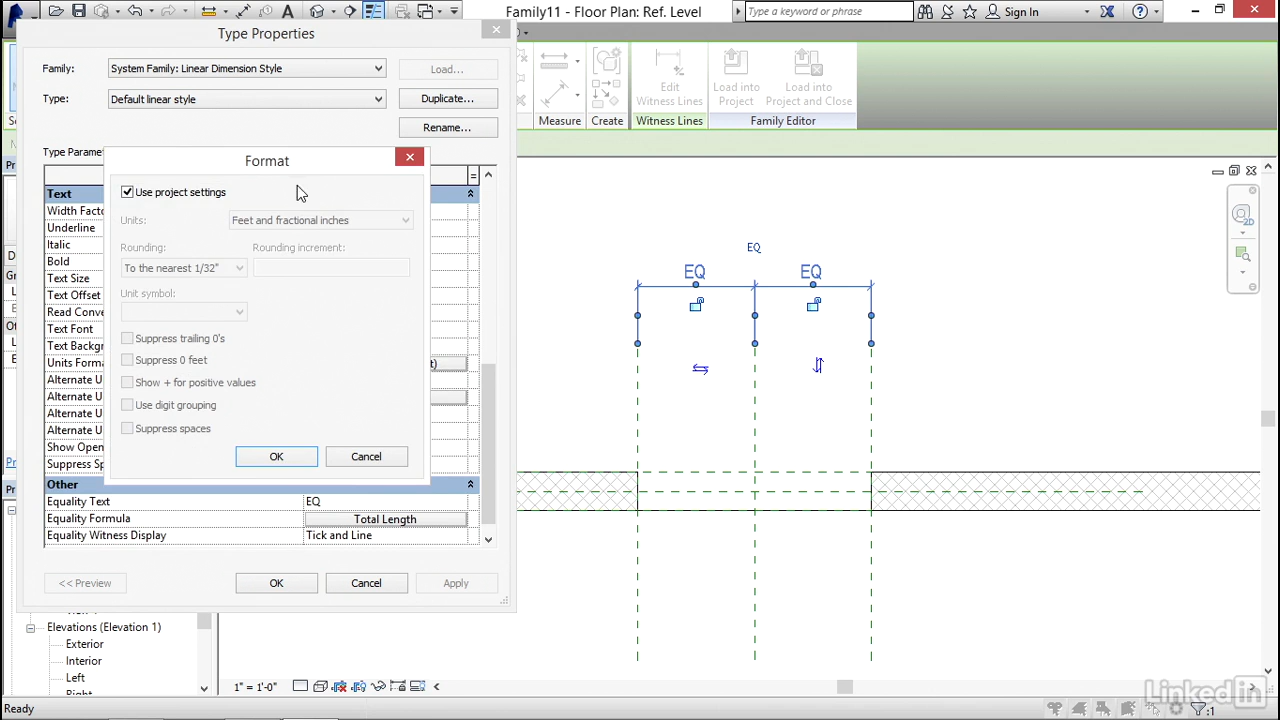 Family11 - Floor Plan: Ref. Level
Type a keyword or phrase
Sign In
Type Properties
Family:
System Family: Linear Dimension Style
Load...
Type:
Default linear style
Duplicate...
Rename...
Type Param
Edit
Witness Lines
Load into
Project
Load into
Project and Close
Measure
Create
Witness Lines
Family Editor
Format
=
Text
Width Facto
Underline
Italic
Bold
Text Size
Text Offset
Read Conve
Text Font
Text Backg
Units Forma
t)
Alternate U
Alternate U
Alternate U
Show Open
Suppress Sp
Use project settings
Units:
Feet and fractional inches
Rounding:
Rounding increment:
To the nearest 1/32"
Unit symbol:
Suppress trailing 0's
Suppress 0 feet
Show + for positive values
Use digit grouping
Suppress spaces
OK
Cancel
Other
Equality Text
EQ
Equality Formula
Total Length
Equality Witness Display
Tick and Line
<< Preview
OK
Cancel
Apply
Elevations (Elevation 1)
Exterior
Interior
Left
Right
EQ
EQ
EQ
2D
1" = 1'-0"
Ready
:1
Linked in